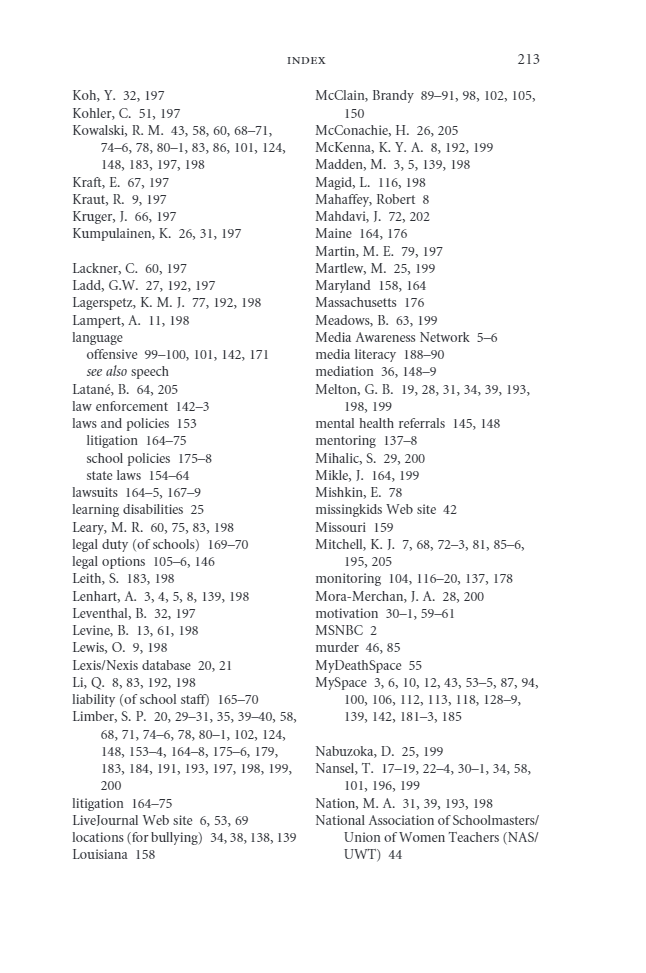 INDEX 213
Koh, Y. 32, 197
Kohler, C. 51, 197
Kowalski, R. M. 43, 58, 60, 68–71,
74–6, 78, 80–1, 83, 86, 101, 124,
148, 183, 197, 198
Kraft, E. 67, 197
Kraut, R. 9, 197
Kruger, J. 66, 197
Kumpulainen, K. 26, 31, 197
Lackner, C. 60, 197
Ladd, G.W. 27, 192, 197
Lagerspetz, K. M. J. 77, 192, 198
Lampert, A. 11, 198
language
offensive 99–100, 101, 142, 171
see also speech
Latané, B. 64, 205
law enforcement 142–3
laws and policies 153
litigation 164–75
school policies 175–8
state laws 154–64
lawsuits 164–5, 167–9
learning disabilities 25
Leary, M. R. 60, 75, 83, 198
legal duty (of schools) 169–70
legal options 105–6, 146
Leith, S. 183, 198
Lenhart, A. 3, 4, 5, 8, 139, 198
Leventhal, B. 32, 197
Levine, B. 13, 61, 198
Lewis, O. 9, 198
Lexis/Nexis database 20, 21
Li, Q. 8, 83, 192, 198
liability (of school staff) 165–70
Limber, S. P. 20, 29–31, 35, 39–40, 58,
68, 71, 74–6, 78, 80–1, 102, 124,
148, 153–4, 164–8, 175–6, 179,
183, 184, 191, 193, 197, 198, 199,
200
litigation 164–75
LiveJournal Web site 6, 53, 69
locations (for bullying) 34, 38, 138, 139
Louisiana 158
McClain, Brandy 89–91, 98, 102, 105,
150
McConachie, H. 26, 205
McKenna, K. Y. A. 8, 192, 199
Madden, M. 3, 5, 139, 198
Magid, L. 116, 198
Mahaffey, Robert 8
Mahdavi, J. 72, 202
Maine 164, 176
Martin, M. E. 79, 197
Martlew, M. 25, 199
Maryland 158, 164
Massachusetts 176
Meadows, B. 63, 199
Media Awareness Network 5–6
media literacy 188–90
mediation 36, 148–9
Melton, G. B. 19, 28, 31, 34, 39, 193,
198, 199
mental health referrals 145, 148
mentoring 137–8
Mihalic, S. 29, 200
Mikle, J. 164, 199
Mishkin, E. 78
missingkids Web site 42
Missouri 159
Mitchell, K. J. 7, 68, 72–3, 81, 85–6,
195, 205
monitoring 104, 116–20, 137, 178
Mora-Merchan, J. A. 28, 200
motivation 30–1, 59–61
MSNBC 2
murder 46, 85
MyDeathSpace 55
MySpace 3, 6, 10, 12, 43, 53–5, 87, 94,
100, 106, 112, 113, 118, 128–9,
139, 142, 181–3, 185
Nabuzoka, D. 25, 199
Nansel, T. 17–19, 22–4, 30–1, 34, 58,
101, 196, 199
Nation, M. A. 31, 39, 193, 198
National Association of Schoolmasters/
Union of Women Teachers (NAS/
UWT) 44